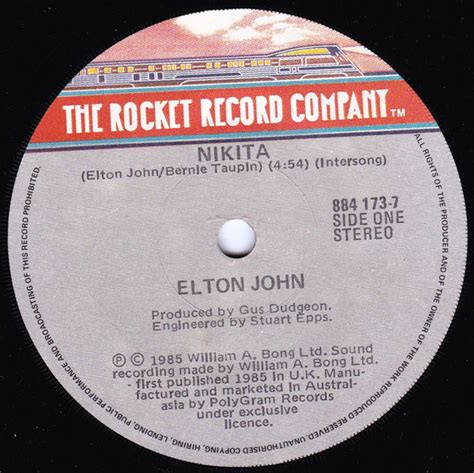 THE ROCKET RECORD COMPANY™
NIKITA
(Elton John/Bernie Taupin) (4:54) (Intersong)
884 173-7
SIDE ONE
STEREO
ELTON JOHN
Produced by Gus Dudgeon.
Engineered by Stuart Epps.
Ⓟ © 1985 William A. Bong Ltd. Sound
recording made by William A. Bong Ltd.
- first published 1985 in U.K. Manu-
factured and marketed in Austral-
asia by PolyGram Records
under exclusive
licence.
ALL RIGHTS OF THE PRODUCER AND OF THE OWNER OF THE WORK REPRODUCED RESERVED. UNAUTHORISED COPYING, HIRING, LENDING, PUBLIC PERFORMANCE AND BROADCASTING OF THIS RECORD PROHIBITED.